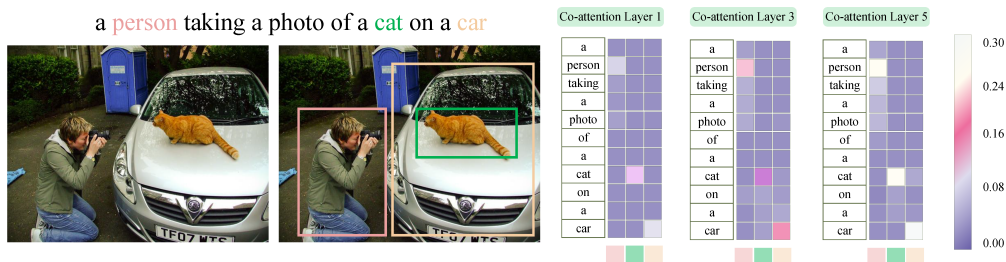 a person taking a photo of a cat on a car
TF07 WTS
TF07 WTS
Co-attention Layer 1
a
person
taking
a
photo
of
a
cat
on
a
car
Co-attention Layer 3
a
person
taking
a
photo
of
a
cat
on
a
car
Co-attention Layer 5
a
person
taking
a
photo
of
a
cat
on
a
car
0.30
0.24
0.16
0.08
0.00